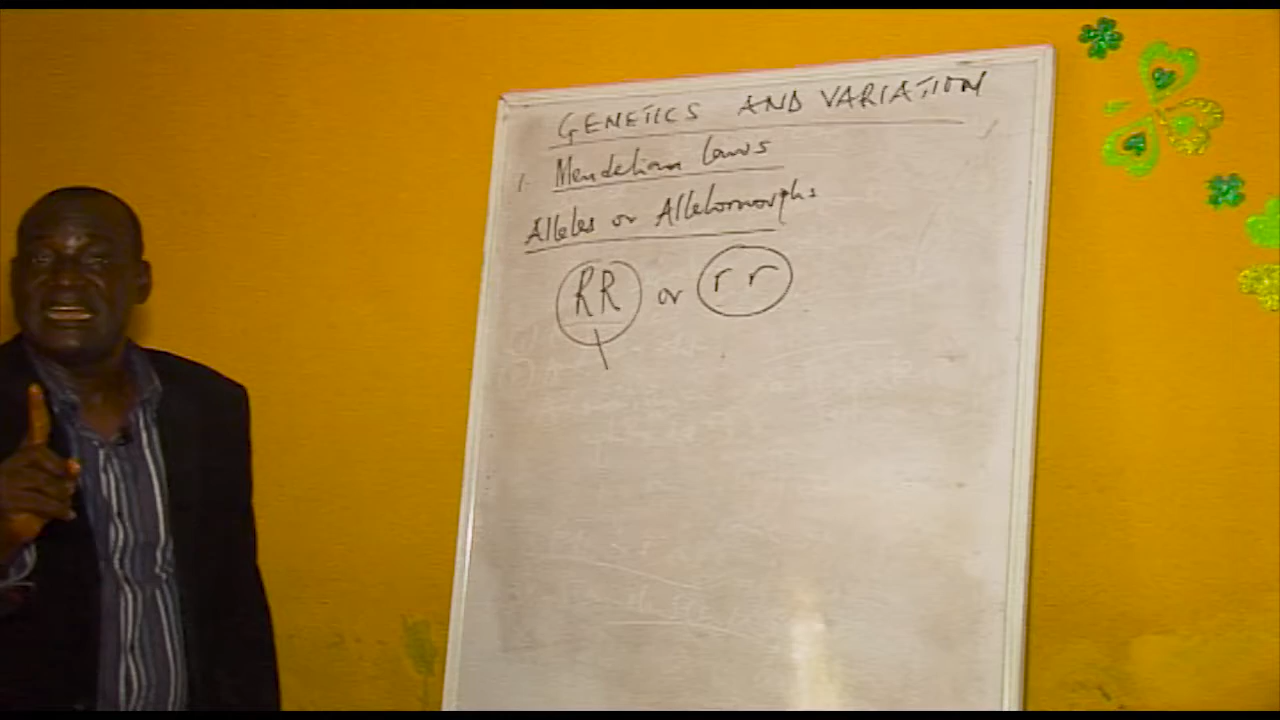 GENETICS AND VARIATION
1. Mendelian laws
Alleles or Allelomorphs
RR or rr